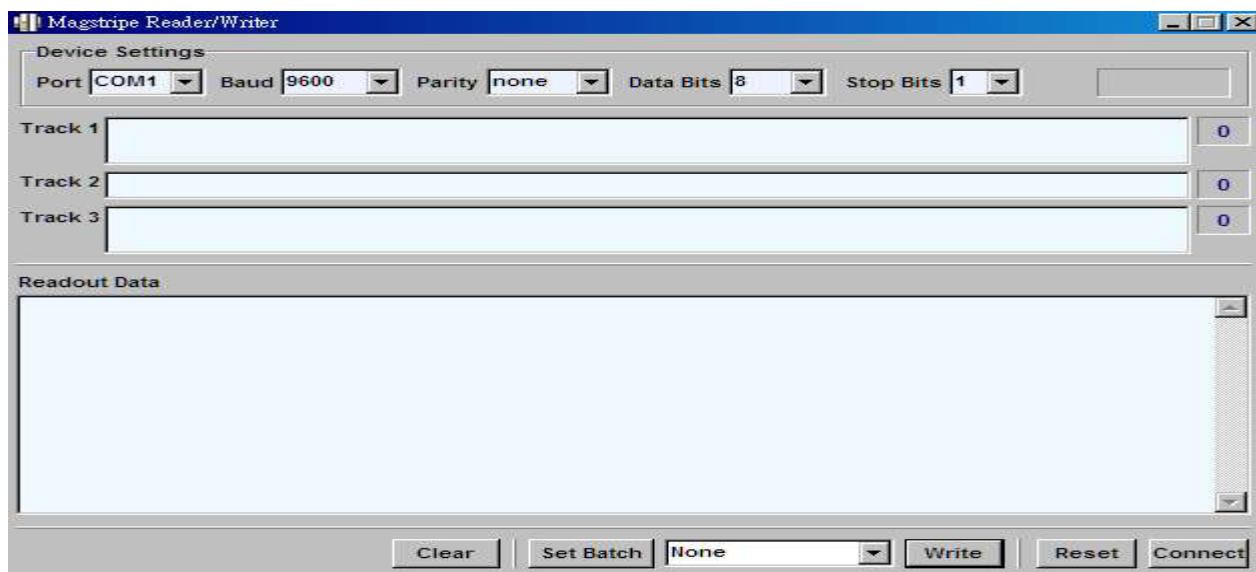 Magstripe Reader/Writer
Device Settings
Port COM1 Baud 9600 Parity none Data Bits 8 Stop Bits 1
Track 1 0
Track 2 0
Track 3 0
Readout Data
Clear Set Batch None Write Reset Connect